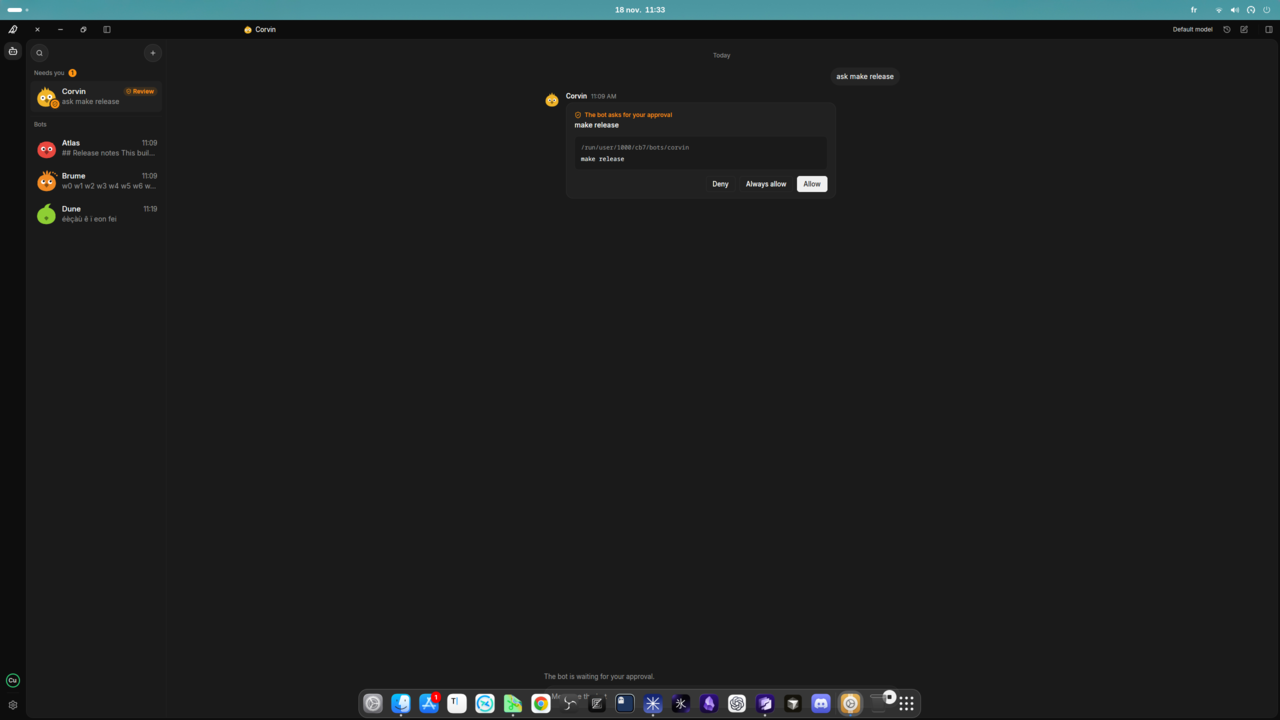 18 nov. 11:33
fr
Corvin
Default model
Needs you 1
Corvin
Review
ask make release
Bots
Atlas 11:09
## Release notes This buil...
Brume 11:09
w0 w1 w2 w3 w4 w5 w6 w...
Dune 11:19
Today
ask make release
Corvin 11:09 AM
The bot asks for your approval
make release
/run/user/1000/cb7/bots/corvin
make release
Deny
Always allow
Allow
The bot is waiting for your approval.
Cu
1